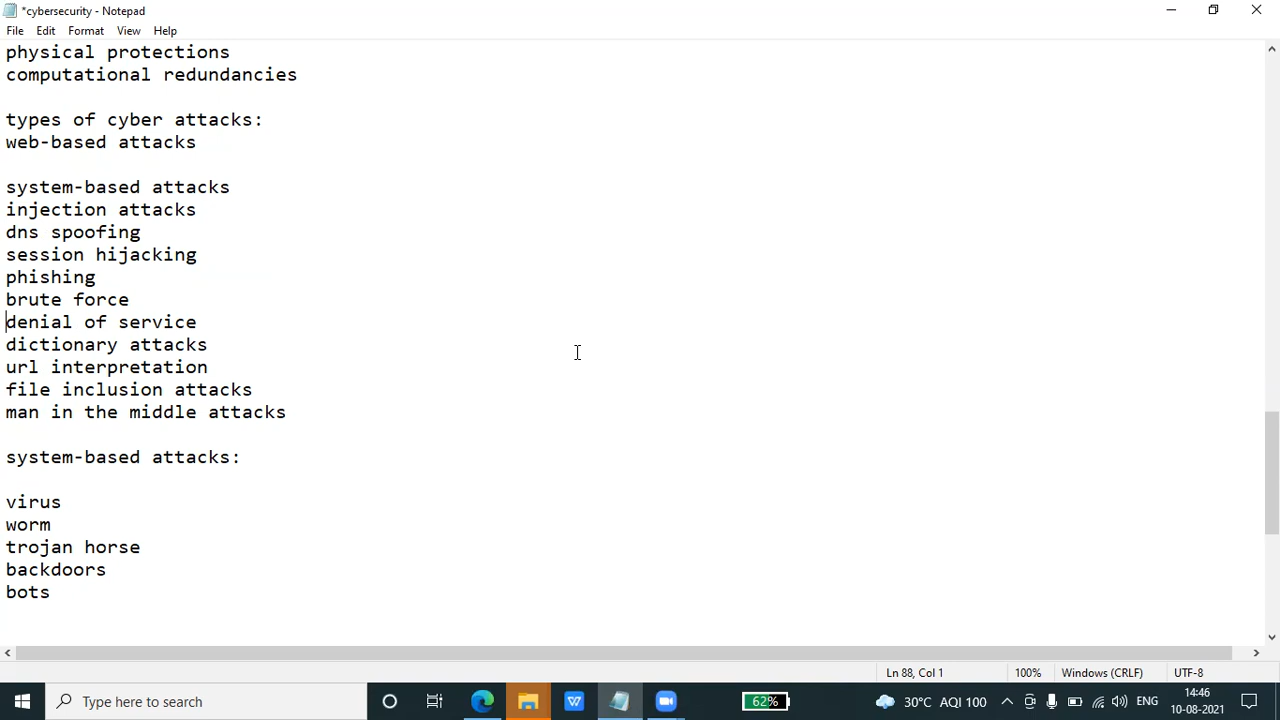 *cybersecurity - Notepad
File Edit Format View Help
physical protections
computational redundancies
types of cyber attacks:
web-based attacks
system-based attacks
injection attacks
dns spoofing
session hijacking
phishing
brute force
denial of service
dictionary attacks
url interpretation
file inclusion attacks
man in the middle attacks
system-based attacks:
virus
worm
trojan horse
backdoors
bots
Ln 88, Col 1 100% Windows (CRLF) UTF-8
Type here to search 62% 30°C AQI 100 ENG 14:46
10-08-2021